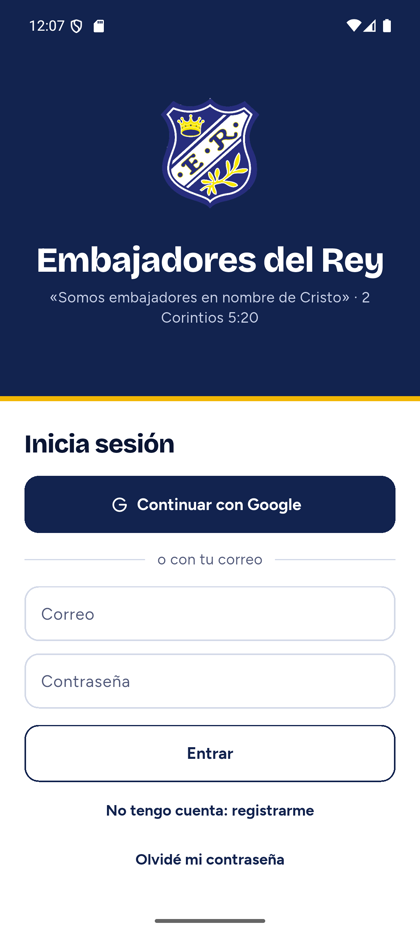 12:07
E. R.
Embajadores del Rey
«Somos embajadores en nombre de Cristo» · 2
Corintios 5:20
Inicia sesión
G Continuar con Google
o con tu correo
Correo
Contraseña
Entrar
No tengo cuenta: registrarme
Olvidé mi contraseña